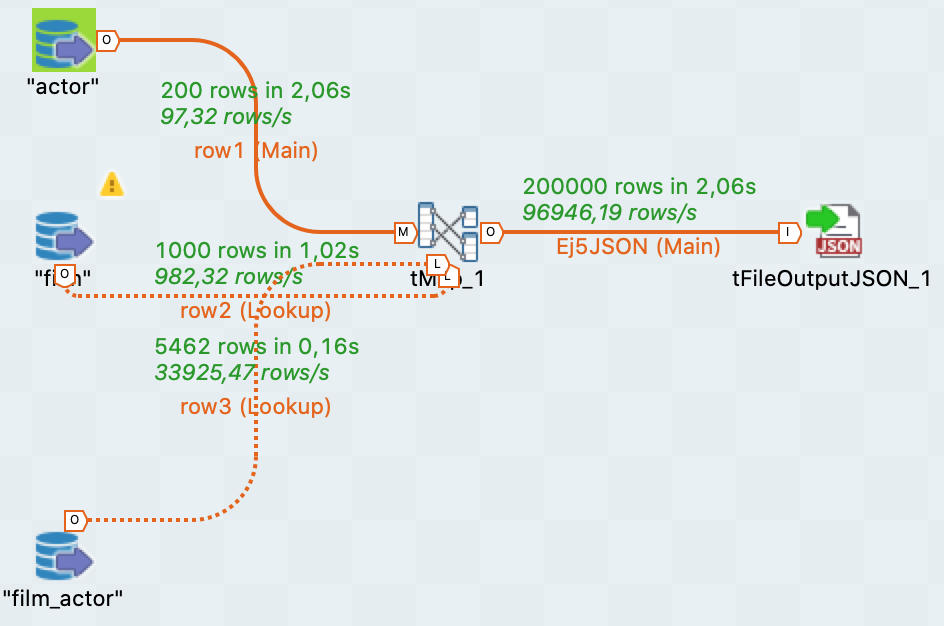 O
"actor"
200 rows in 2,06s
97,32 rows/s
row1 (Main)
200000 rows in 2,06s
96946,19 rows/s
M
O
Ej5JSON (Main)
I
JSON
tFileOutputJSON_1
1000 rows in 1,02s
982,32 rows/s
O
L
L
row2 (Lookup)
5462 rows in 0,16s
33925,47 rows/s
row3 (Lookup)
O
"film_actor"